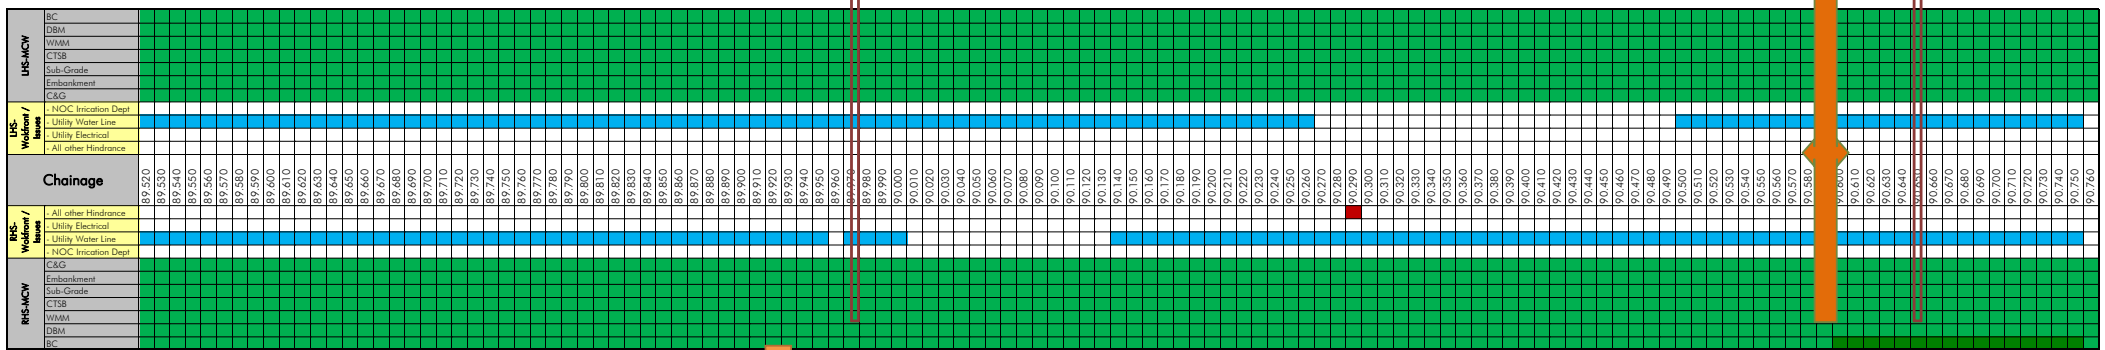 LHS-MCW
BC
DBM
WMM
CTSB
Sub-Grade
Embankment
C&G
LHS-
Wokfront /
Issues
- NOC Irrication Dept
- Utility Water Line
- Utility Electrical
- All other Hindrance
Chainage
89.520 89.530 89.540 89.550 89.560 89.570 89.580 89.590 89.600 89.610 89.620 89.630 89.640 89.650 89.660 89.670 89.680 89.690 89.700 89.710 89.720 89.730 89.740 89.750 89.760 89.770 89.780 89.790 89.800 89.810 89.820 89.830 89.840 89.850 89.860 89.870 89.880 89.890 89.900 89.910 89.920 89.930 89.940 89.950 89.960 89.970 89.980 89.990 90.000 90.010 90.020 90.030 90.040 90.050 90.060 90.070 90.080 90.090 90.100 90.110 90.120 90.130 90.140 90.150 90.160 90.170 90.180 90.190 90.200 90.210 90.220 90.230 90.240 90.250 90.260 90.270 90.280 90.290 90.300 90.310 90.320 90.330 90.340 90.350 90.360 90.370 90.380 90.390 90.400 90.410 90.420 90.430 90.440 90.450 90.460 90.470 90.480 90.490 90.500 90.510 90.520 90.530 90.540 90.550 90.560 90.570 90.580 90.600 90.610 90.620 90.630 90.640 90.650 90.660 90.670 90.680 90.690 90.700 90.710 90.720 90.730 90.740 90.750 90.760
RHS-
Wokfront /
Issues
- All other Hindrance
- Utility Electrical
- Utility Water Line
- NOC Irrication Dept
RHS-MCW
C&G
Embankment
Sub-Grade
CTSB
WMM
DBM
BC